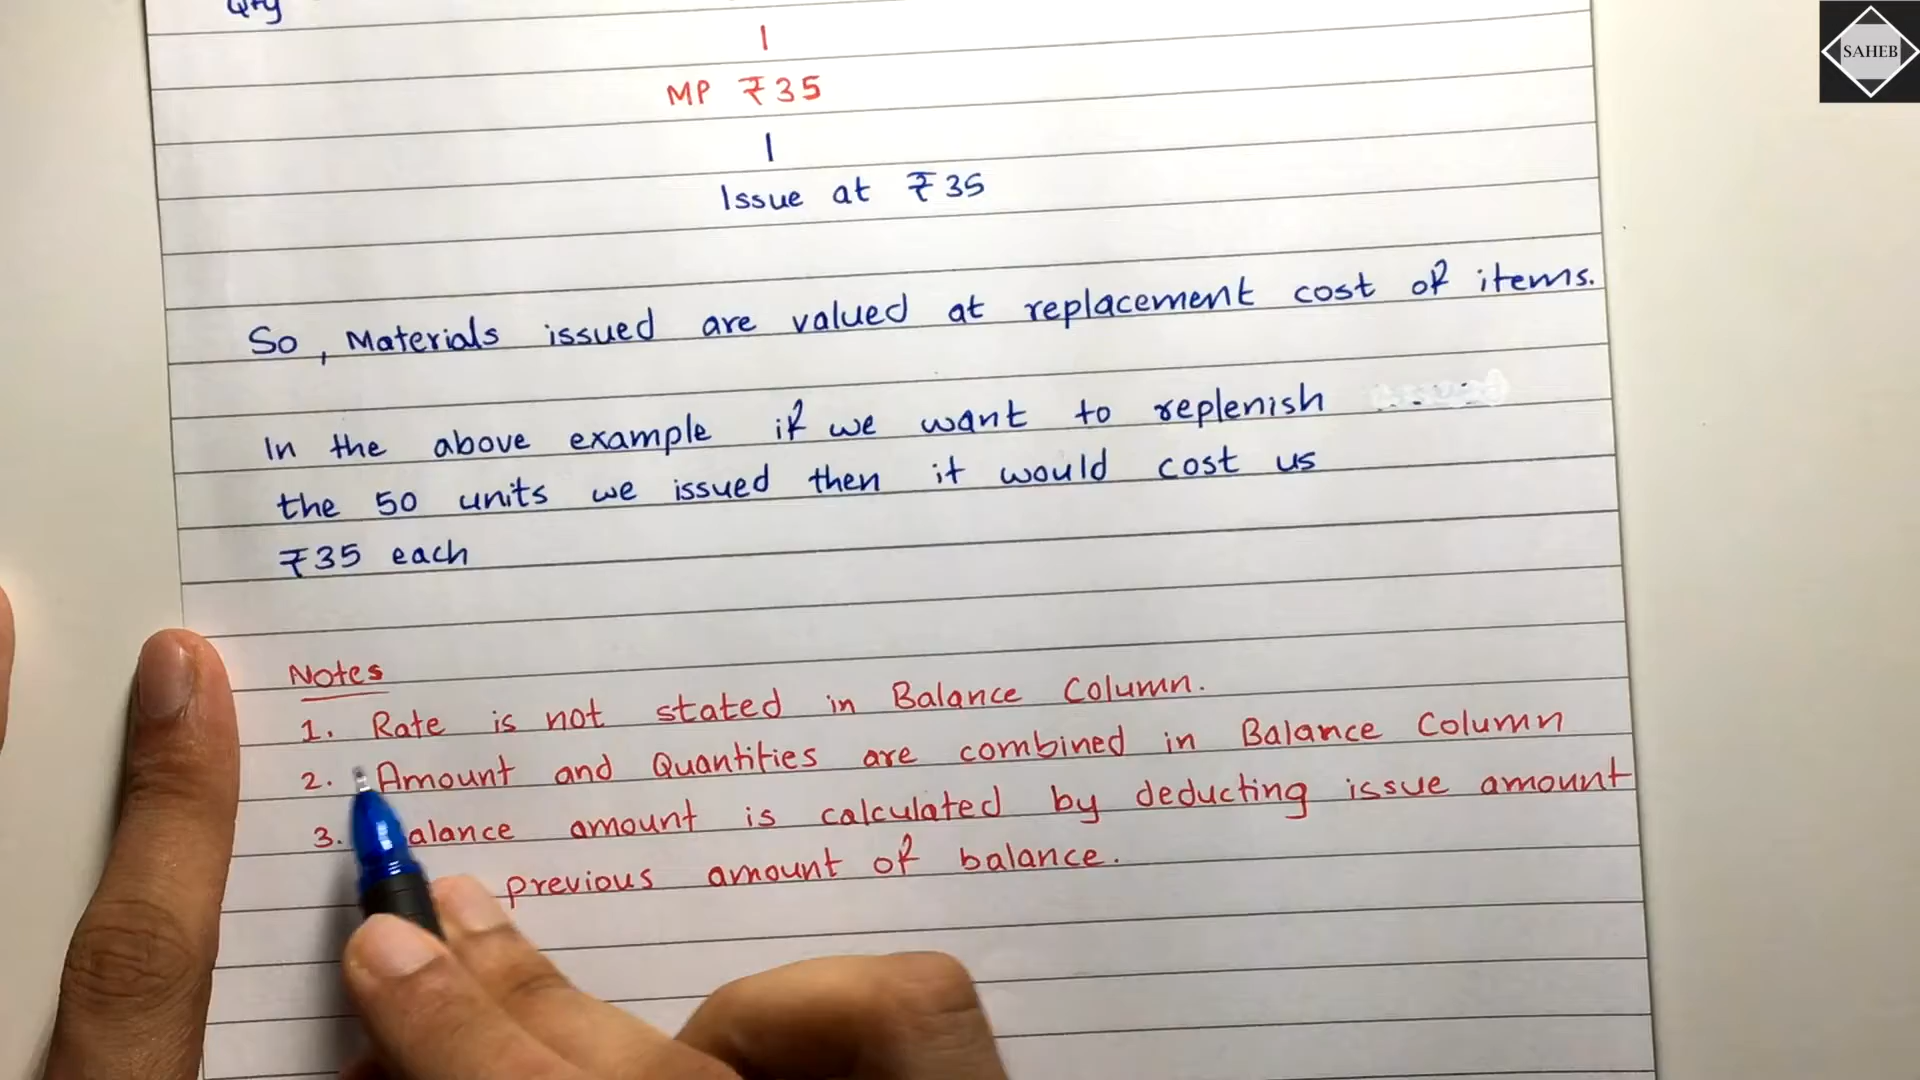 Qty
MP ₹35
Issue at ₹35
SAHEB
So, Materials issued are valued at replacement cost of items.
In the above example if we want to replenish
the 50 units we issued then it would cost us
₹35 each
Notes
1. Rate is not stated in Balance Column.
2. Amount and Quantities are combined in Balance Column
3. alance amount is calculated by deducting issue amount
previous amount of balance.